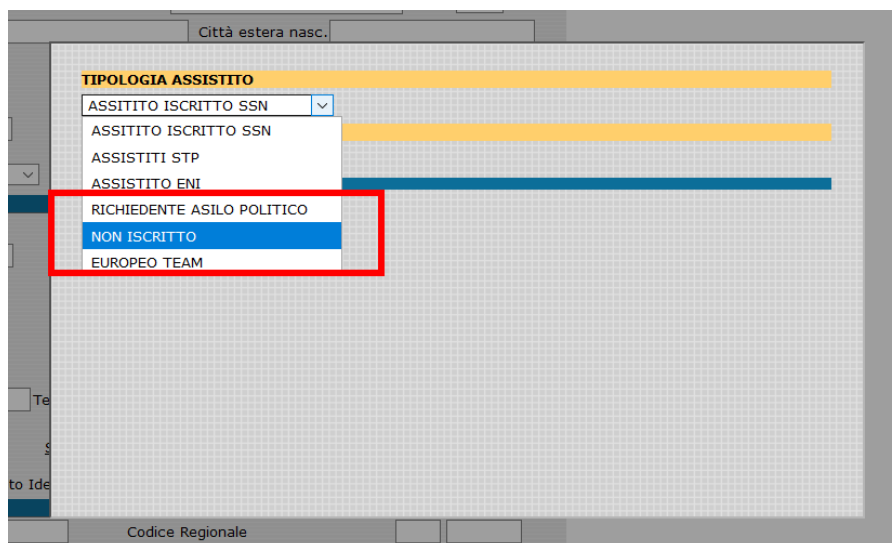 Città estera nasc.
TIPOLOGIA ASSISTITO
ASSITITO ISCRITTO SSN
ASSITITO ISCRITTO SSN
ASSISTITI STP
ASSISTITO ENI
RICHIEDENTE ASILO POLITICO
NON ISCRITTO
EUROPEO TEAM
Te
to Ide
Codice Regionale